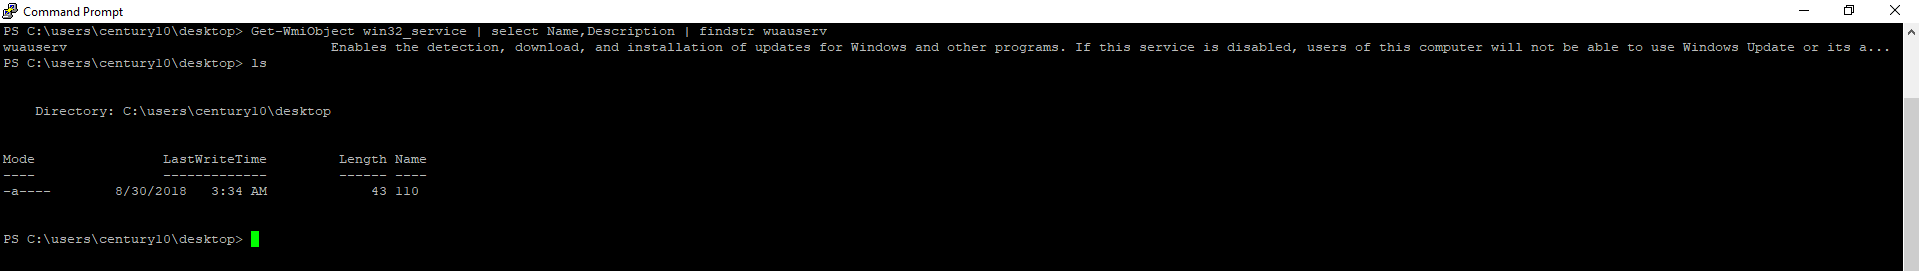 Command Prompt
PS C:\users\century10\desktop> Get-WmiObject win32_service | select Name,Description | findstr wuauserv
wuauserv Enables the detection, download, and installation of updates for Windows and other programs. If this service is disabled, users of this computer will not be able to use Windows Update or its a...
PS C:\users\century10\desktop> ls
Directory: C:\users\century10\desktop
Mode LastWriteTime Length Name
---- ------------- ------ ----
-a---- 8/30/2018 3:34 AM 43 110
PS C:\users\century10\desktop>